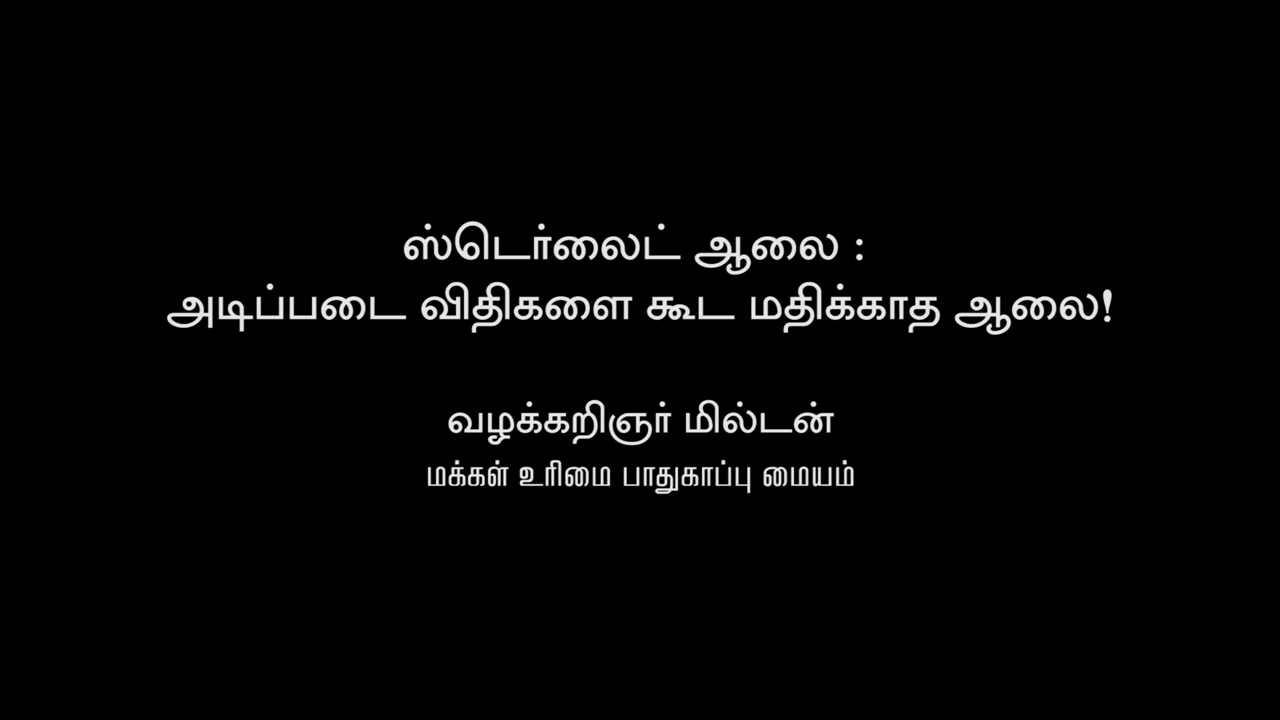 ஸ்டெர்லைட் ஆலை :
அடிப்படை விதிகளை கூட மதிக்காத ஆலை!
வழக்கறிஞர் மில்டன்
மக்கள் உரிமை பாதுகாப்பு மையம்